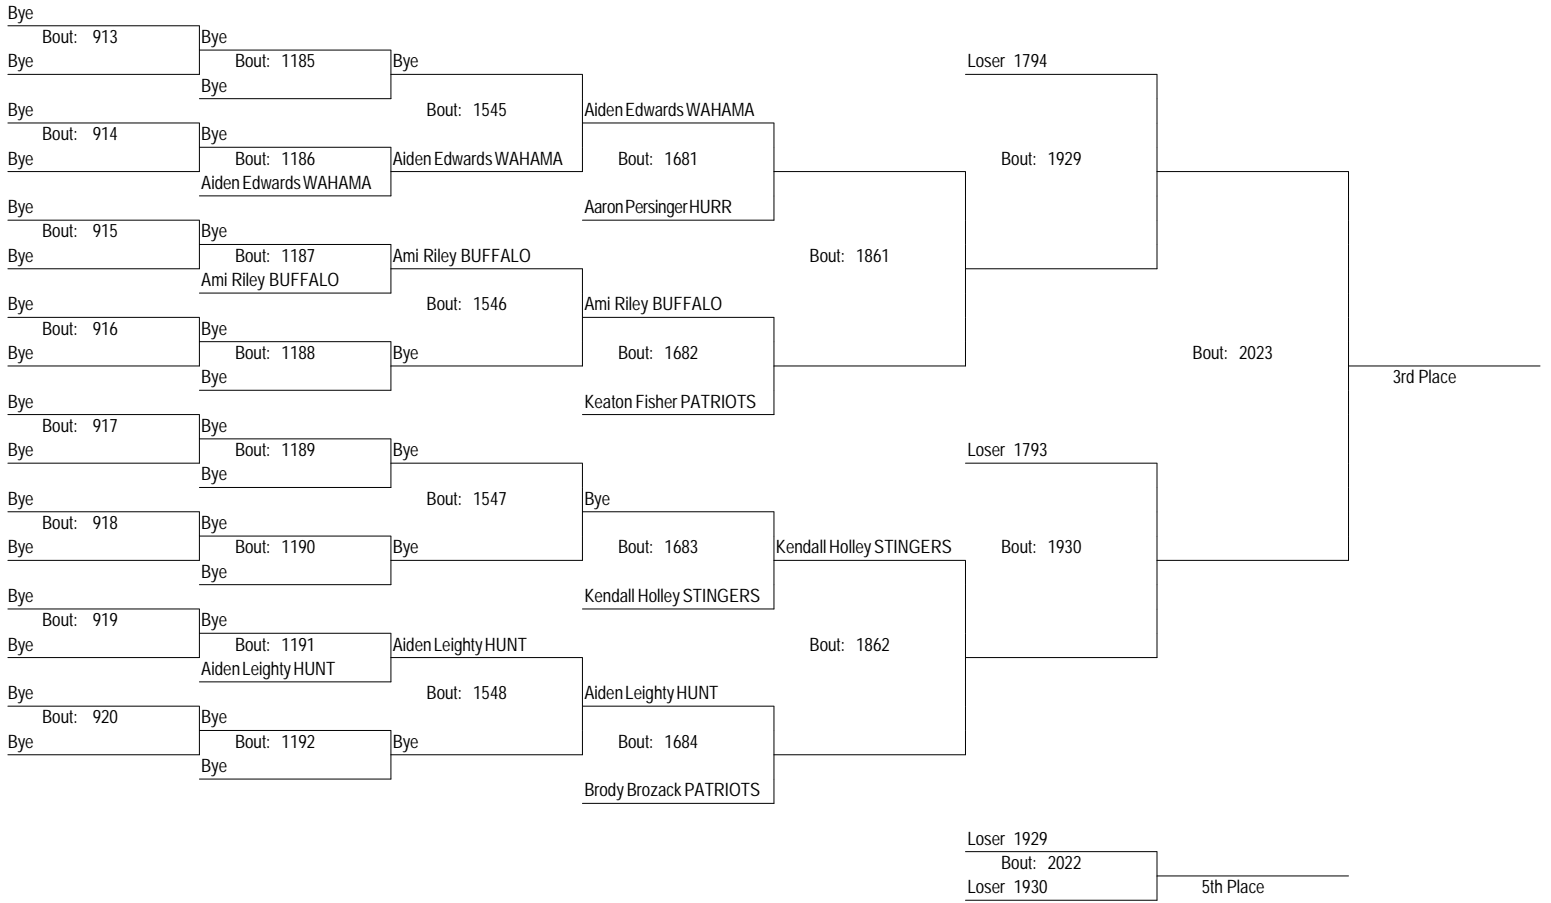 Bye
Bout: 913
Bye
Bye
Bout: 1185
Bye
Bye
Loser 1794
Bye
Bout: 914
Bye
Bye
Bout: 1186
Aiden Edwards WAHAMA
Bout: 1545
Aiden Edwards WAHAMA
Aiden Edwards WAHAMA
Bout: 1681
Aaron Persinger HURR
Bout: 1929
Bye
Bout: 915
Bye
Bye
Bout: 1187
Ami Riley BUFFALO
Ami Riley BUFFALO
Bout: 1861
Bye
Bout: 916
Bye
Bye
Bout: 1188
Bye
Bout: 1546
Bye
Ami Riley BUFFALO
Bout: 1682
Keaton Fisher PATRIOTS
Bout: 2023
3rd Place
Bye
Bout: 917
Bye
Bye
Bout: 1189
Bye
Bye
Loser 1793
Bye
Bout: 918
Bye
Bye
Bout: 1190
Bye
Bout: 1547
Bye
Bye
Bout: 1683
Kendall Holley STINGERS
Kendall Holley STINGERS
Bout: 1930
Bye
Bout: 919
Bye
Bye
Bout: 1191
Aiden Leighty HUNT
Aiden Leighty HUNT
Bout: 1862
Bye
Bout: 920
Bye
Bye
Bout: 1192
Bye
Bout: 1548
Bye
Aiden Leighty HUNT
Bout: 1684
Brody Brozack PATRIOTS
Loser 1929
Bout: 2022
Loser 1930
5th Place